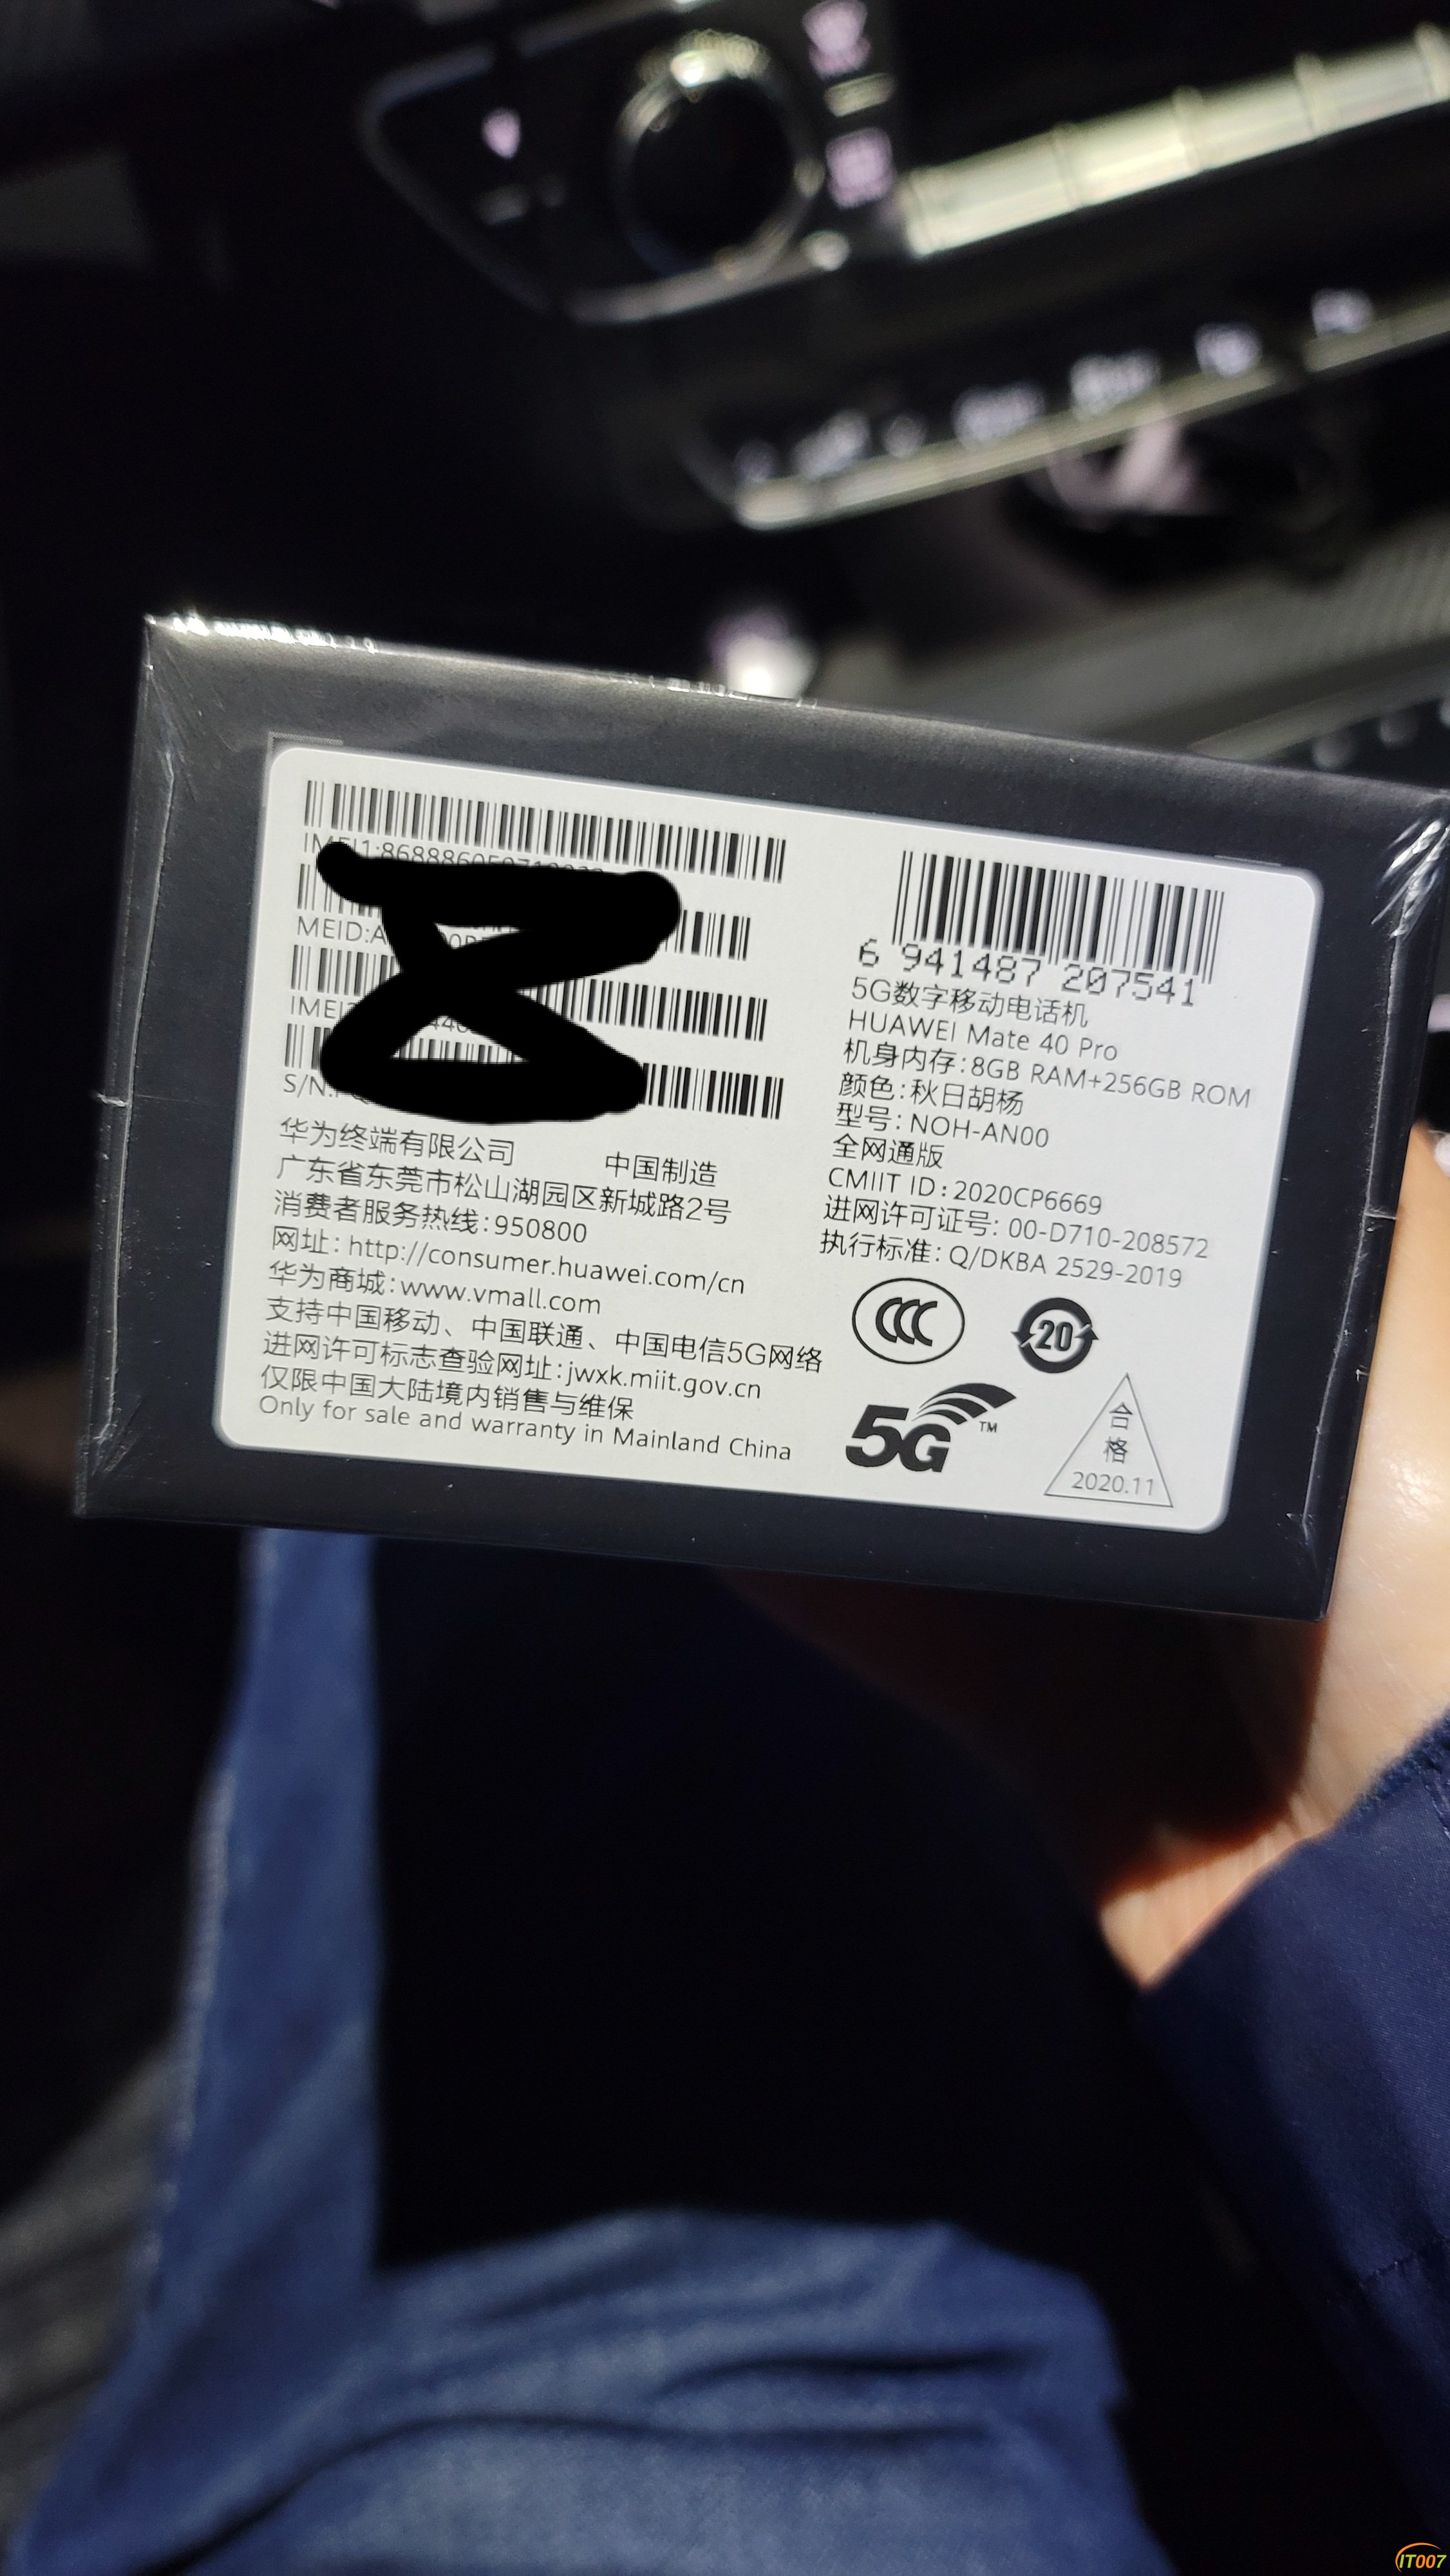 IMEI1:868886050
MEID:A
IMEI2
S/N:
华为终端有限公司 中国制造
广东省东莞市松山湖园区新城路2号
消费者服务热线:950800
网址: http://consumer.huawei.com/cn
华为商城:www.vmall.com
支持中国移动、中国联通、中国电信5G网络
进网许可标志查验网址:jwxk.miit.gov.cn
仅限中国大陆境内销售与维保
Only for sale and warranty in Mainland China
6 941487 207541
5G数字移动电话机
HUAWEI Mate 40 Pro
机身内存:8GB RAM+256GB ROM
颜色:秋日胡杨
型号: NOH-AN00
全网通版
CMIIT ID:2020CP6669
进网许可证号: 00-D710-208572
执行标准: Q/DKBA 2529-2019
CCC
20
5G TM
合
格
2020.11
IT007